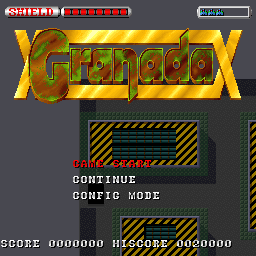 SHIELD
Granada
GAME START
CONTINUE
CONFIG MODE
SCORE 0000000 HISCORE 0020000